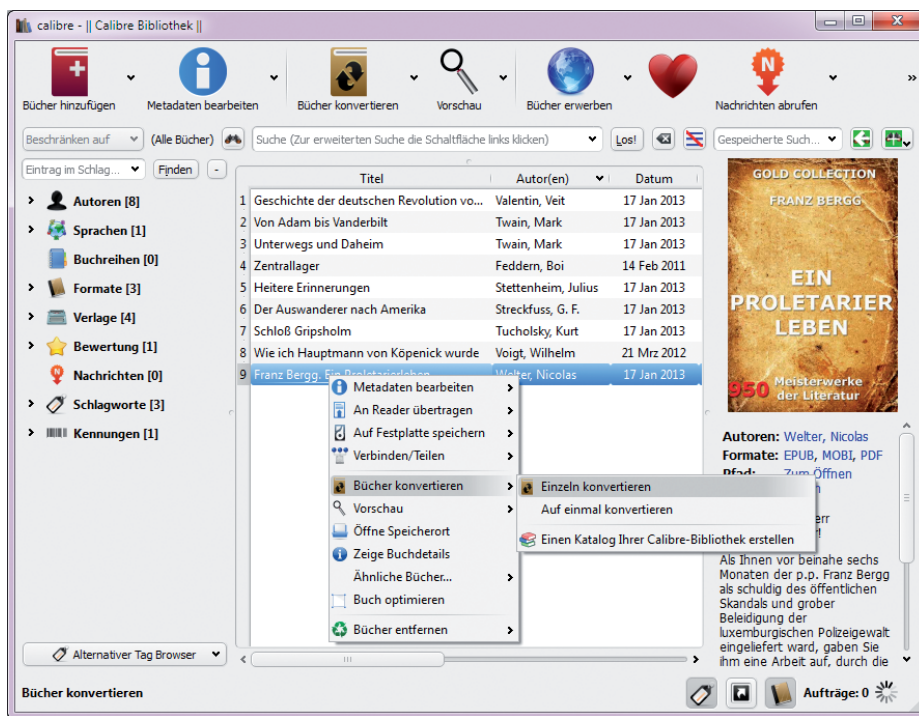 calibre - || Calibre Bibliothek ||
Bücher hinzufügen Metadaten bearbeiten Bücher konvertieren Vorschau Bücher erwerben Nachrichten abrufen »
Beschränken auf (Alle Bücher) Suche (Zur erweiterten Suche die Schaltfläche links klicken) Los! Gespeicherte Such...
Eintrag im Schlag... Finden -
Autoren [8]
Sprachen [1]
Buchreihen [0]
Formate [3]
Verlage [4]
Bewertung [1]
Nachrichten [0]
Schlagworte [3]
Kennungen [1]
Alternativer Tag Browser
Titel Autor(en) Datum
1 Geschichte der deutschen Revolution vo... Valentin, Veit 17 Jan 2013
2 Von Adam bis Vanderbilt Twain, Mark 17 Jan 2013
3 Unterwegs und Daheim Twain, Mark 17 Jan 2013
4 Zentrallager Feddern, Boi 14 Feb 2011
5 Heitere Erinnerungen Stettenheim, Julius 17 Jan 2013
6 Der Auswanderer nach Amerika Streckfuss, G. F. 17 Jan 2013
7 Schloß Gripsholm Tucholsky, Kurt 17 Jan 2013
8 Wie ich Hauptmann von Köpenick wurde Voigt, Wilhelm 21 Mrz 2012
9 Franz Bergg. Ein Proletarierleben Welter, Nicolas 17 Jan 2013
Metadaten bearbeiten
An Reader übertragen
Auf Festplatte speichern
Verbinden/Teilen
Bücher konvertieren
Vorschau
Öffne Speicherort
Zeige Buchdetails
Ähnliche Bücher...
Buch optimieren
Bücher entfernen
Einzeln konvertieren
Auf einmal konvertieren
Einen Katalog Ihrer Calibre-Bibliothek erstellen
GOLD COLLECTION
FRANZ BERGG
EIN
PROLETARIER
LEBEN
950 Meisterwerke
der Literatur
Autoren: Welter, Nicolas
Formate: EPUB, MOBI, PDF
Pfad: Zum Öffnen
Als Ihnen vor beinahe sechs
Monaten der p.p. Franz Bergg
als schuldig des öffentlichen
Skandals und grober
Beleidigung der
luxemburgischen Polizeigewalt
eingeliefert ward, gaben Sie
ihm eine Arbeit auf, durch die
Bücher konvertieren
Aufträge: 0